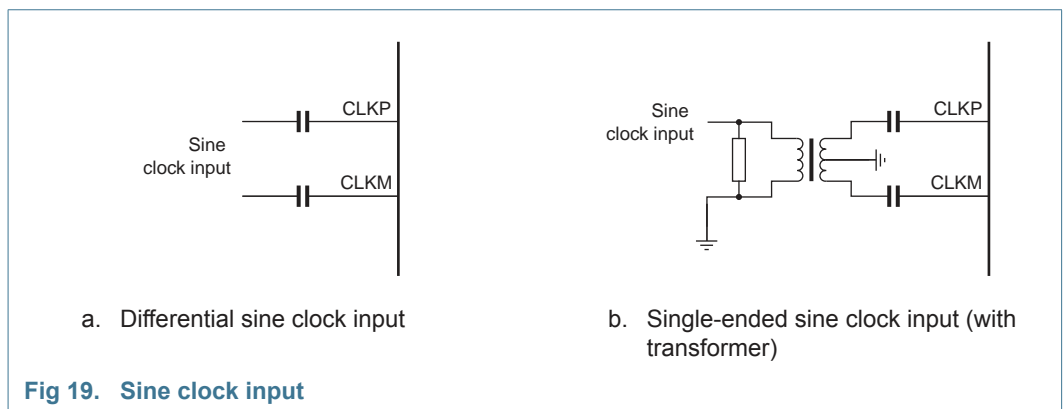 Sine
clock input
CLKP
CLKM
a. Differential sine clock input
Sine
clock input
CLKP
CLKM
b. Single-ended sine clock input (with
transformer)
Fig 19. Sine clock input